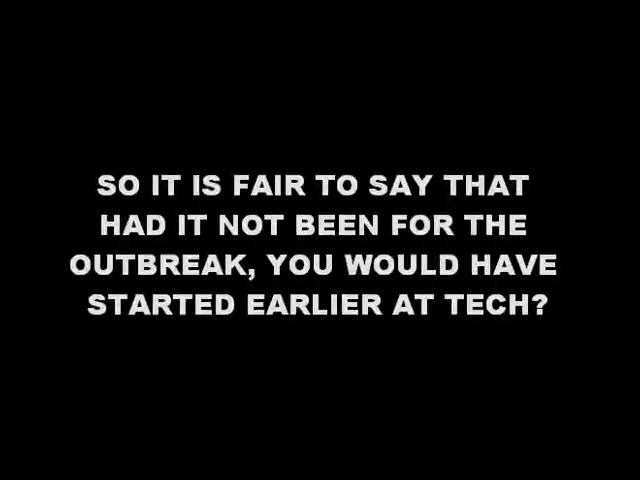 SO IT IS FAIR TO SAY THAT
HAD IT NOT BEEN FOR THE
OUTBREAK, YOU WOULD HAVE
STARTED EARLIER AT TECH?